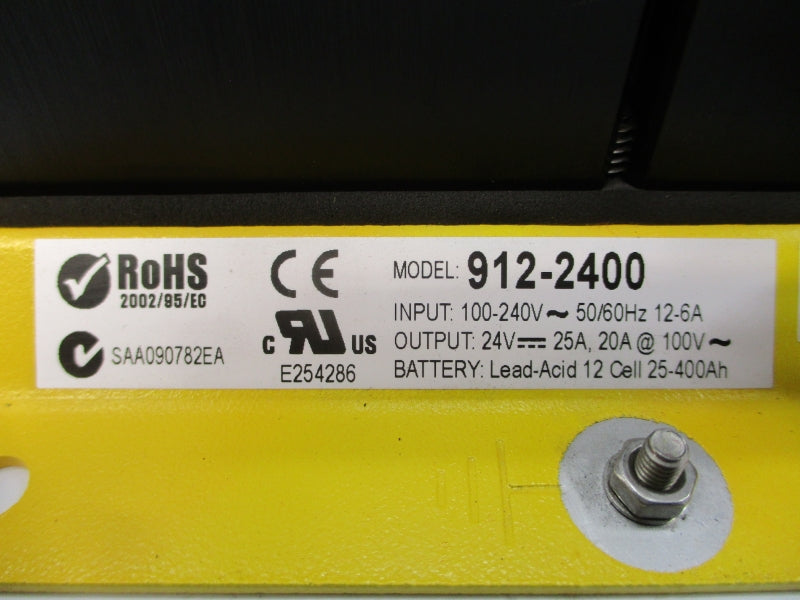 RoHS
2002/95/EC
SAA090782EA
CE
C RU US
E254286
MODEL: 912-2400
INPUT: 100-240V~ 50/60Hz 12-6A
OUTPUT: 24V⎓ 25A, 20A @ 100V~
BATTERY: Lead-Acid 12 Cell 25-400Ah